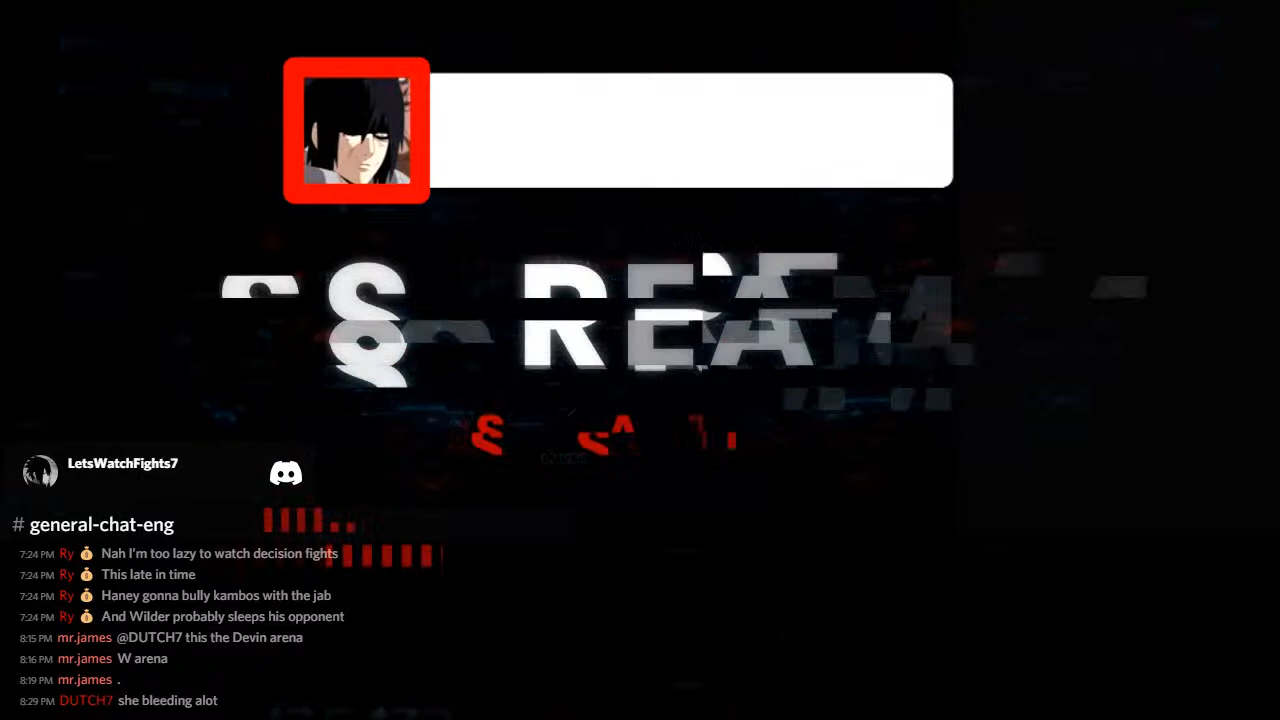 LetsWatchFights7
# general-chat-eng
7:24 PM Ry 💰 Nah I'm too lazy to watch decision fights
7:24 PM Ry 💰 This late in time
7:24 PM Ry 💰 Haney gonna bully kambos with the jab
7:24 PM Ry 💰 And Wilder probably sleeps his opponent
8:15 PM mr.james @DUTCH7 this the Devin arena
8:16 PM mr.james W arena
8:19 PM mr.james .
8:29 PM DUTCH7 she bleeding alot